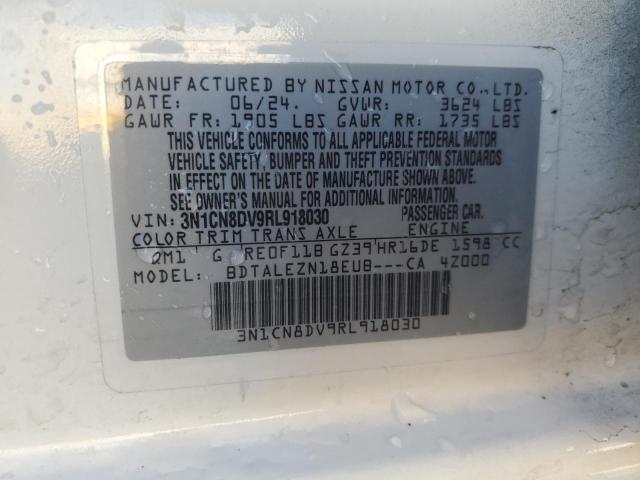 MANUFACTURED BY NISSAN MOTOR CO., LTD.
DATE: 06/24. GVWR: 3624 LBS
GAWR FR: 1905 LBS GAWR RR: 1735 LBS
THIS VEHICLE CONFORMS TO ALL APPLICABLE FEDERAL MOTOR
VEHICLE SAFETY, BUMPER AND THEFT PREVENTION STANDARDS
IN EFFECT ON THE DATE OF MANUFACTURE SHOWN ABOVE.
SEE OWNER'S MANUAL FOR ADDITIONAL INFORMATION.
VIN: 3N1CN8DV9RL918030 PASSENGER CAR.
COLOR TRIM TRANS AXLE ENGINE
QM1 G RE0F11B GZ39 HR16DE 1598 CC
MODEL: BDTALEZN18EUB---CA 4Z000
3N1CN8DV9RL918030